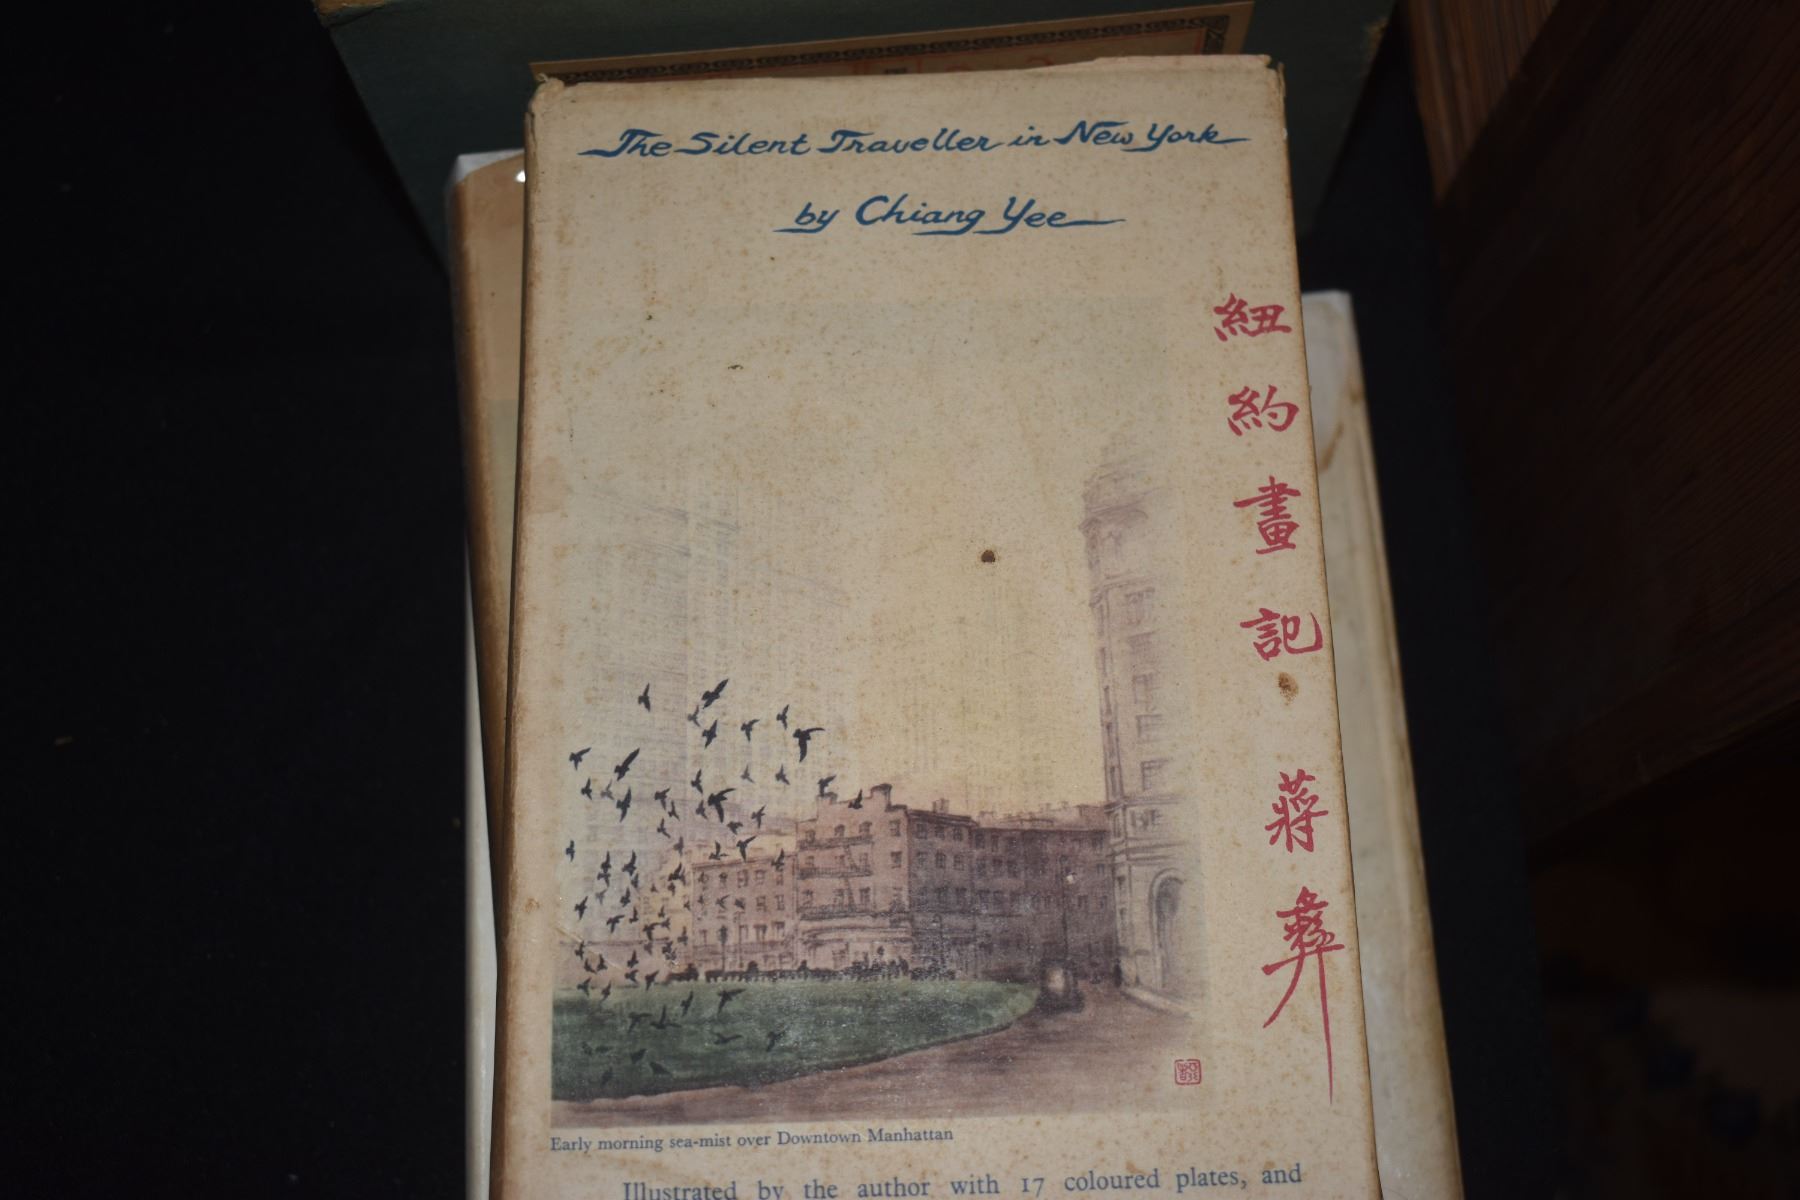 The Silent Traveller in New York
by Chiang Yee
紐約畫記 蔣彝
Early morning sea-mist over Downtown Manhattan
Illustrated by the author with 17 coloured plates, and